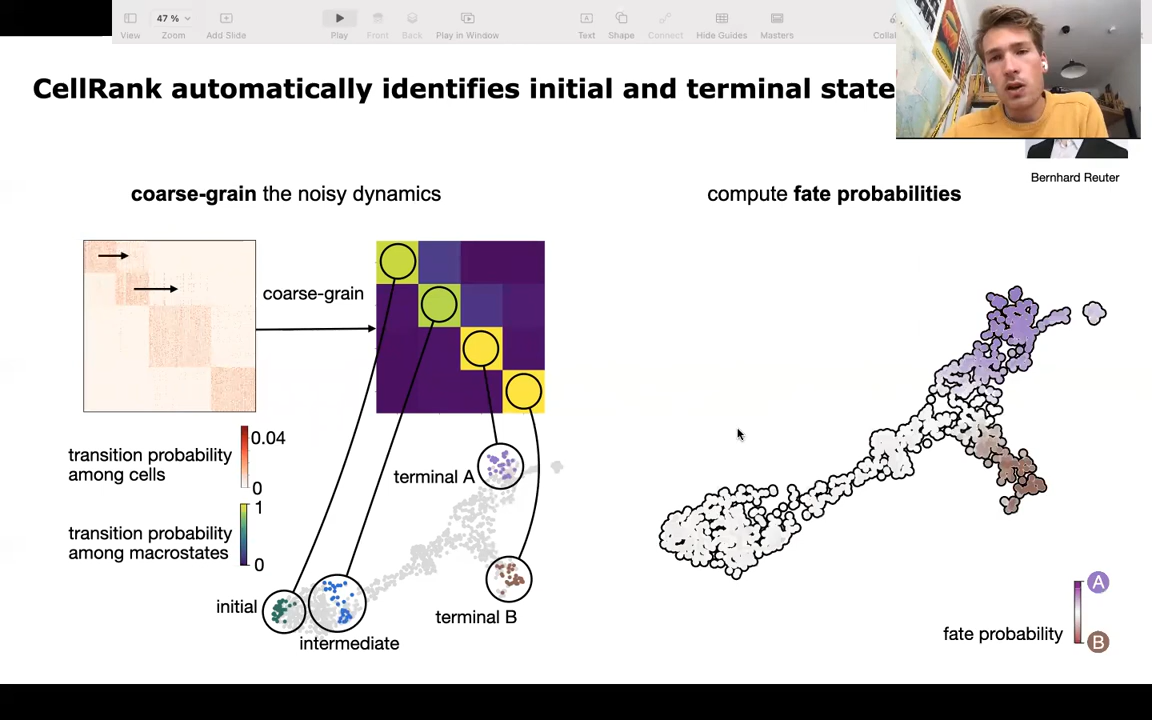 47 %
View
Zoom
Add Slide
Play
Front
Back
Play in Window
Text
Shape
Connect
Hide Guides
Masters
CellRank automatically identifies initial and terminal state
Bernhard Reuter
coarse-grain the noisy dynamics
compute fate probabilities
coarse-grain
0.04
transition probability
among cells
0
1
transition probability
among macrostates
0
terminal A
terminal B
initial
intermediate
A
fate probability
B